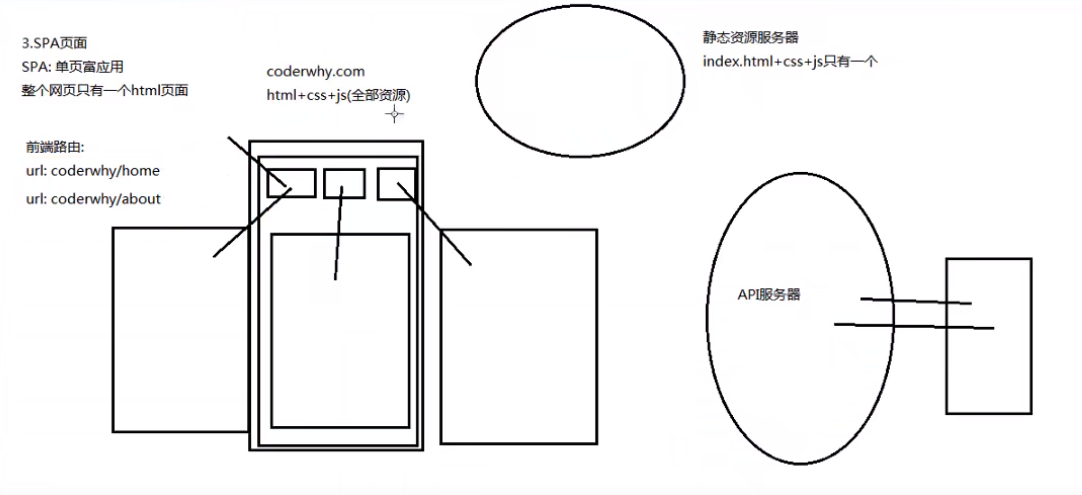 3.SPA页面
SPA: 单页富应用
整个网页只有一个html页面
coderwhy.com
html+css+js(全部资源)
静态资源服务器
index.html+css+js只有一个
前端路由:
url: coderwhy/home
url: coderwhy/about
API服务器